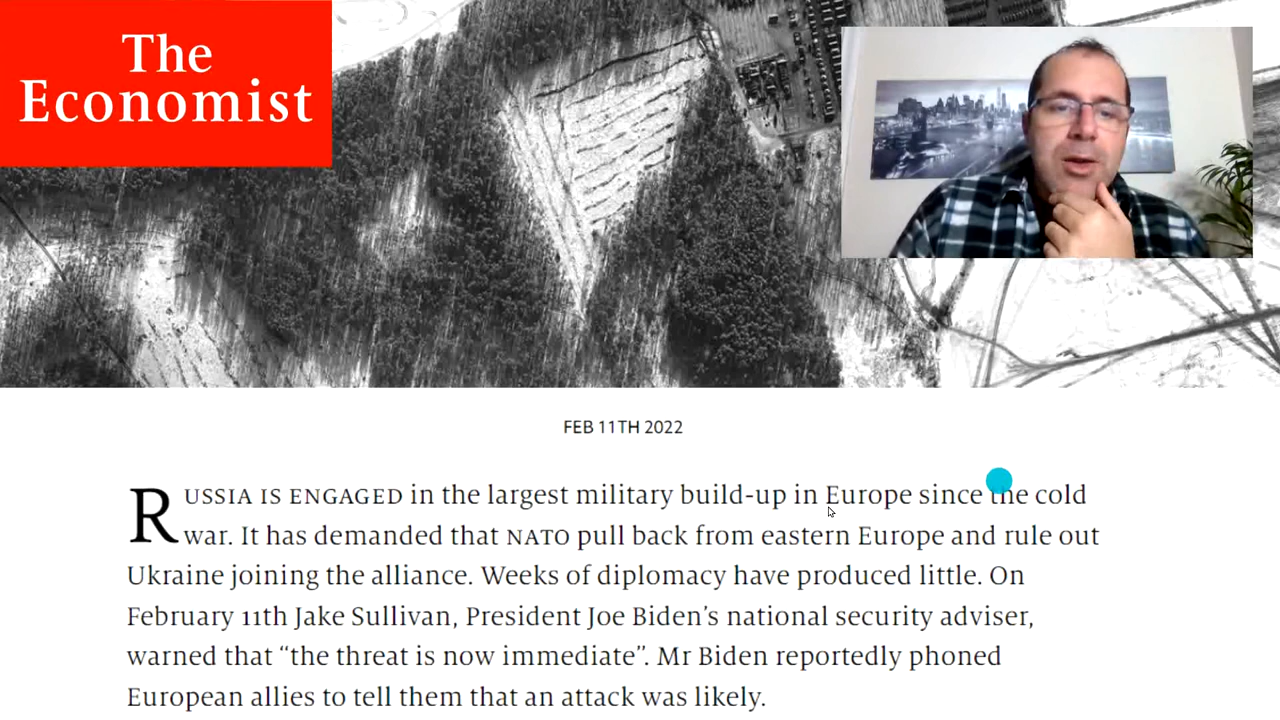 The
Economist
FEB 11TH 2022
RUSSIA IS ENGAGED in the largest military build-up in Europe since the cold
war. It has demanded that NATO pull back from eastern Europe and rule out
Ukraine joining the alliance. Weeks of diplomacy have produced little. On
February 11th Jake Sullivan, President Joe Biden’s national security adviser,
warned that “the threat is now immediate”. Mr Biden reportedly phoned
European allies to tell them that an attack was likely.